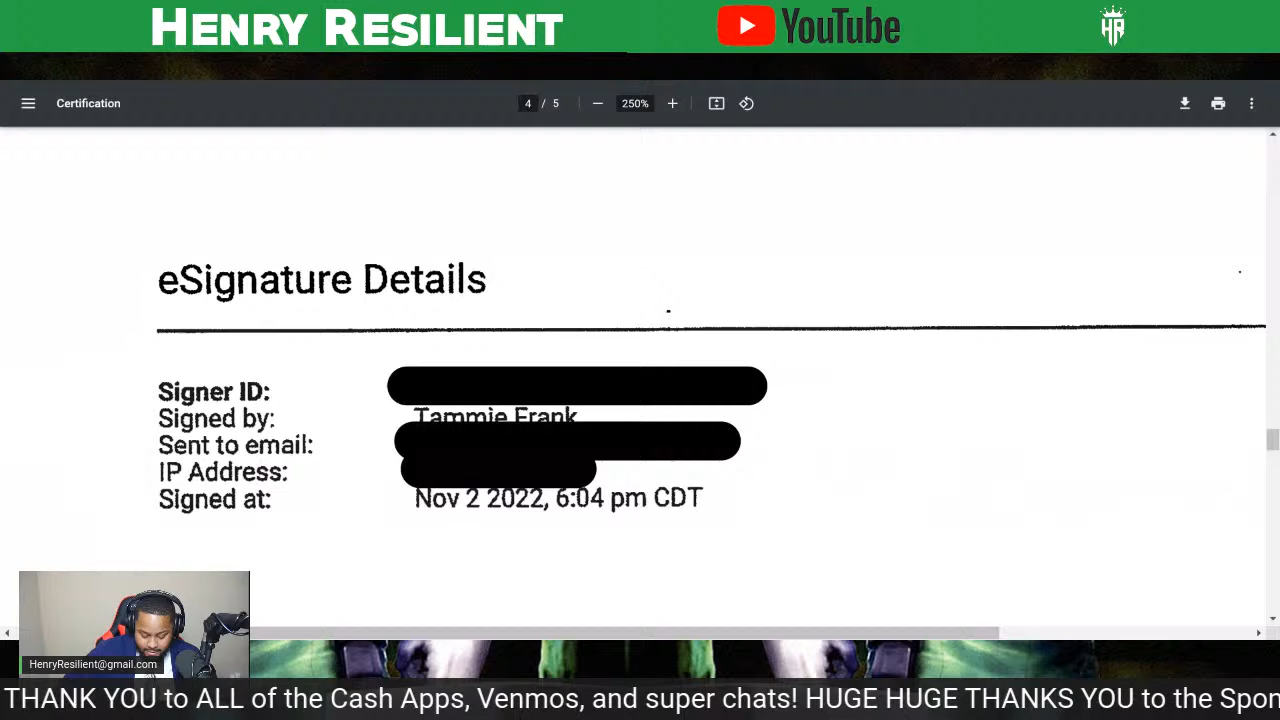 HENRY RESILIENT
YouTube
HR
Certification
4 / 5
250%
eSignature Details
Signer ID:
Signed by: Tammie Frank
Sent to email:
IP Address:
Signed at: Nov 2 2022, 6:04 pm CDT
HenryResilient@gmail.com
THANK YOU to ALL of the Cash Apps, Venmos, and super chats! HUGE HUGE THANKS YOU to the Spon